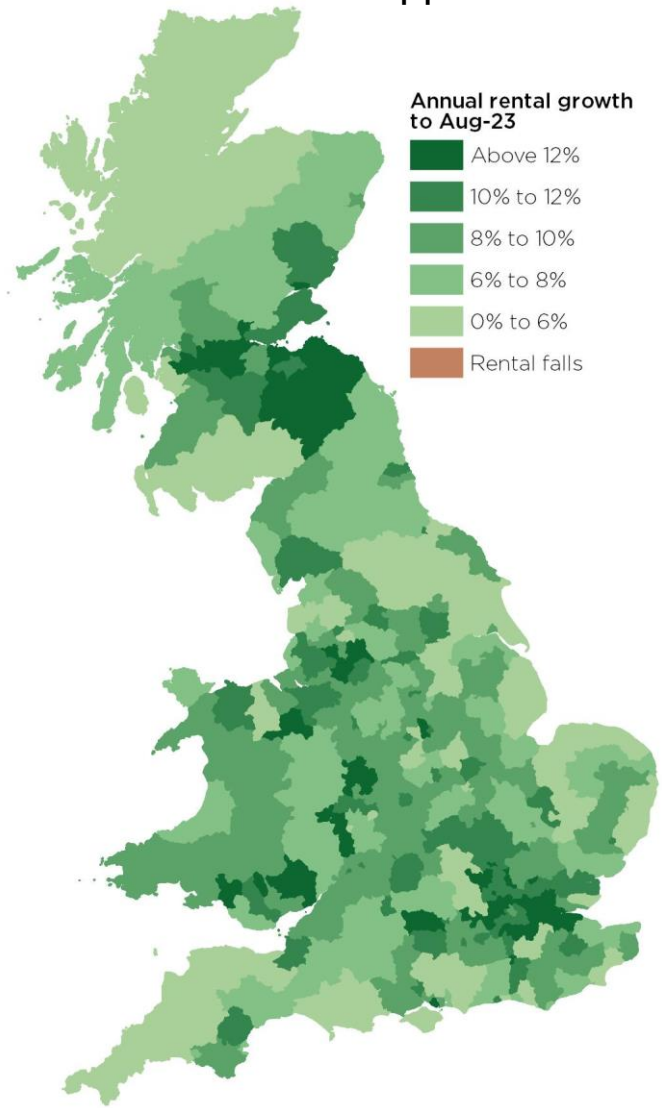 Annual rental growth
to Aug-23
Above 12%
10% to 12%
8% to 10%
6% to 8%
0% to 6%
Rental falls